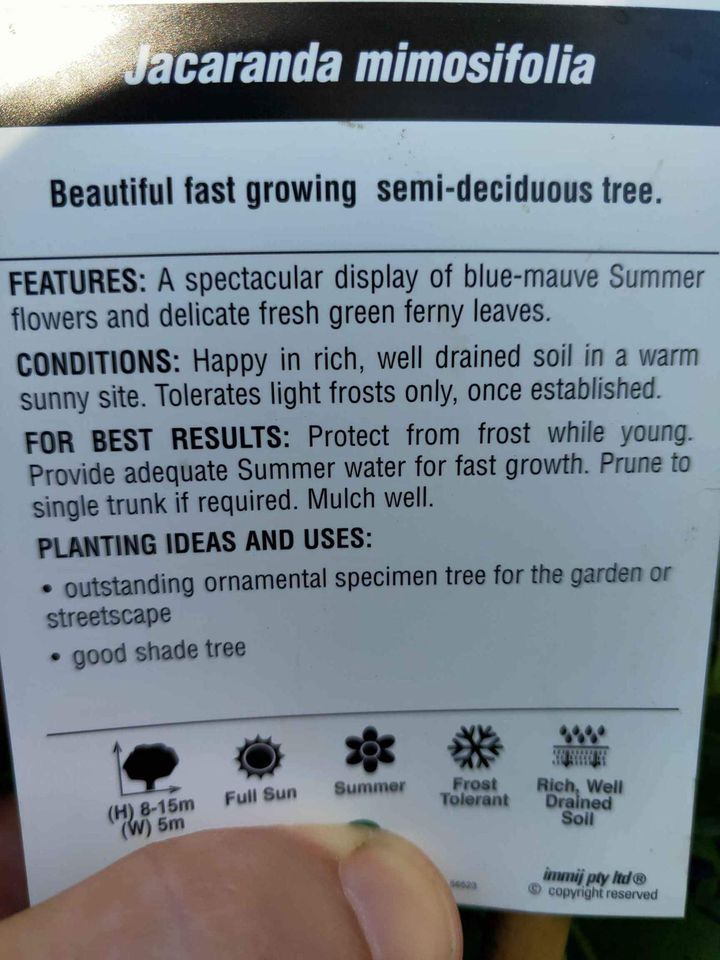 Jacaranda mimosifolia
Beautiful fast growing semi-deciduous tree.
FEATURES: A spectacular display of blue-mauve Summer
flowers and delicate fresh green ferny leaves.
CONDITIONS: Happy in rich, well drained soil in a warm
sunny site. Tolerates light frosts only, once established.
FOR BEST RESULTS: Protect from frost while young.
Provide adequate Summer water for fast growth. Prune to
single trunk if required. Mulch well.
PLANTING IDEAS AND USES:
• outstanding ornamental specimen tree for the garden or
streetscape
• good shade tree
(H) 8-15m
(W) 5m
Full Sun
Summer
Frost
Tolerant
Rich, Well
Drained
Soil
immij pty ltd ®
© copyright reserved